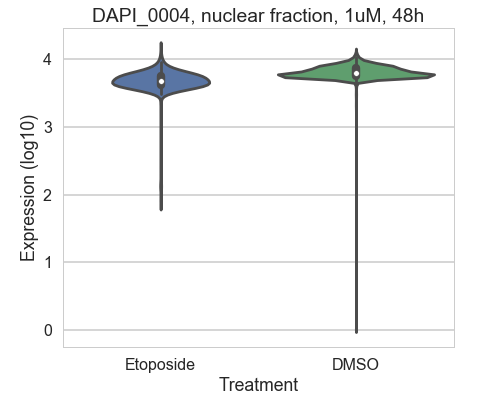 DAPI_0004, nuclear fraction, 1uM, 48h
Expression (log10)
4
3
2
1
0
Etoposide DMSO
Treatment